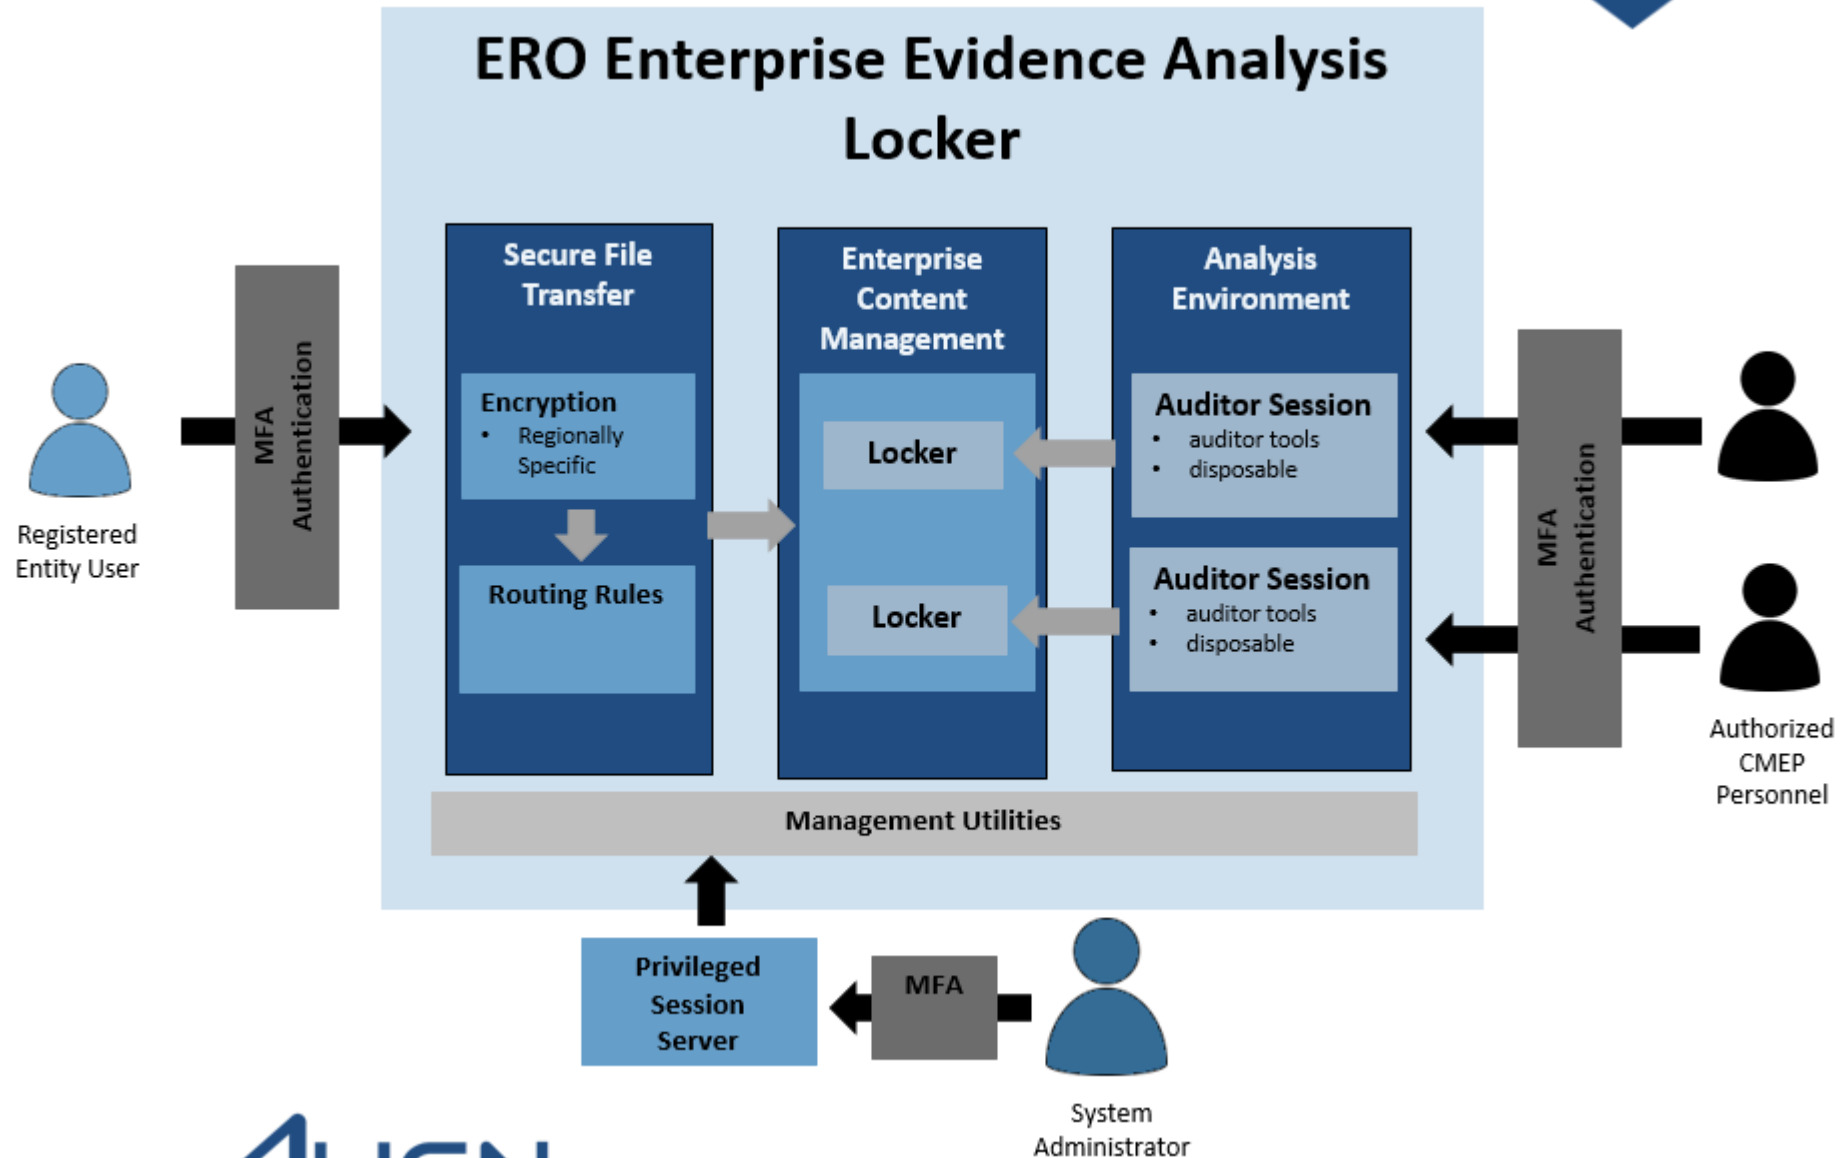 ERO Enterprise Evidence Analysis
Locker
Secure File
Transfer
Encryption
• Regionally
Specific
Routing Rules
Enterprise
Content
Management
Locker
Locker
Analysis
Environment
Auditor Session
• auditor tools
• disposable
Auditor Session
• auditor tools
• disposable
MFA
Authentication
Registered
Entity User
MFA
Authentication
Authorized
CMEP
Personnel
Management Utilities
Privileged
Session
Server
MFA
System
Administrator
ALIGN